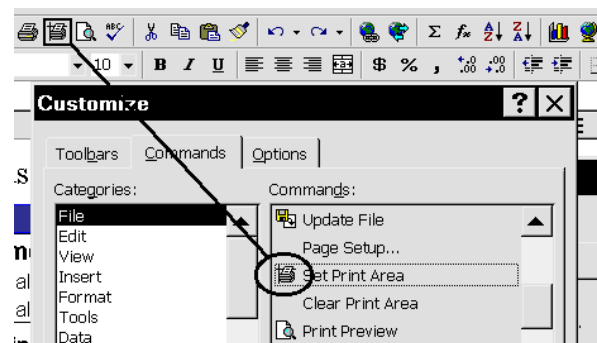 ABC
10 B I U $ % ,
Customize
Toolbars Commands Options
Categories: Commands:
File
Edit
View
Insert
Format
Tools
Data
Update File
Page Setup...
Set Print Area
Clear Print Area
Print Preview